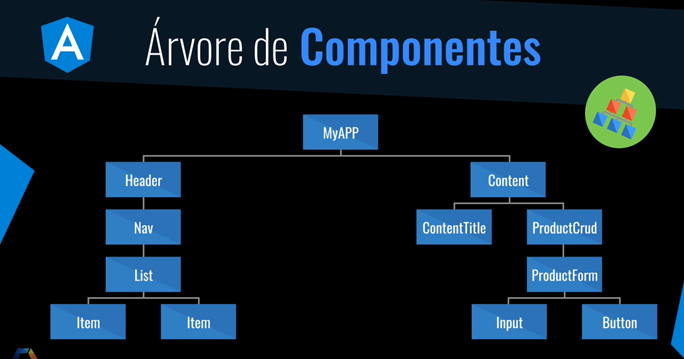 A
Árvore de Componentes
MyAPP
Header
Content
Nav
ContentTitle
ProductCrud
List
ProductForm
Item
Item
Input
Button